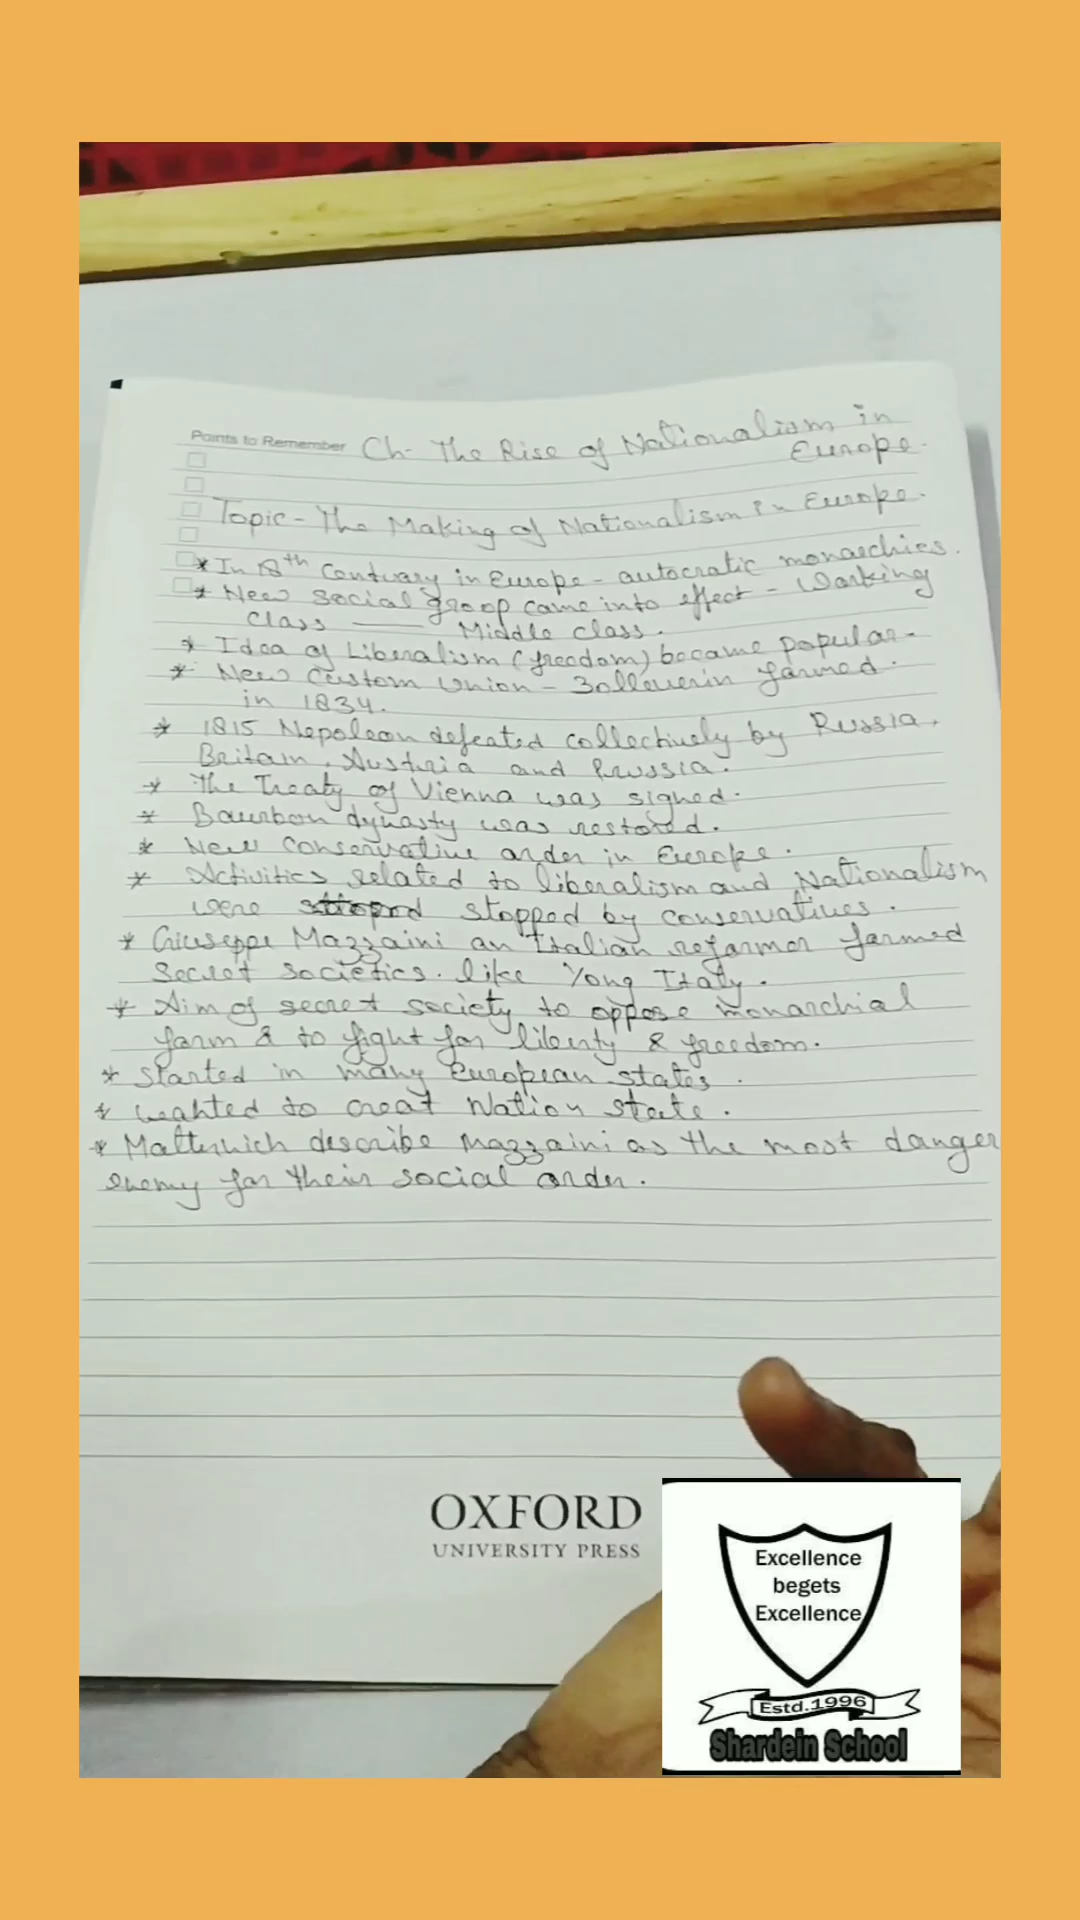 Points to Remember Ch- The Rise of Nationalism in
Europe.
Topic - The Making of Nationalism in Europe.
* In 18th Centuary in Europe - autocratic monarchies.
* New social groop came into effect - Working
Class — Middle class.
* Idea of Liberalism (freedom) became popular-
* New Custom Union - Zolleverin formed.
in 1834.
* 1815 Nepoleon defeated collectively by Russia,
Britain, Austria and Prussia.
* The Treaty of Vienna was signed.
* Bourbon dynasty was restored.
* New Conservative order in Europe.
* Activities related to liberalism and Nationalism
were stopped by conservatives.
* Giuseppe Mazzaini an Italian reformer formed
Secret societies. like Yong Italy.
* Aim of secret society to oppose monarchial
form & to fight for liberty & freedom.
* Started in many European states.
* wanted to creat Nation state.
* Matternich describe Mazzaini as the most danger
enemy for their social order.
OXFORD
UNIVERSITY PRESS
Excellence
begets
Excellence
Estd.1996
Shardein School